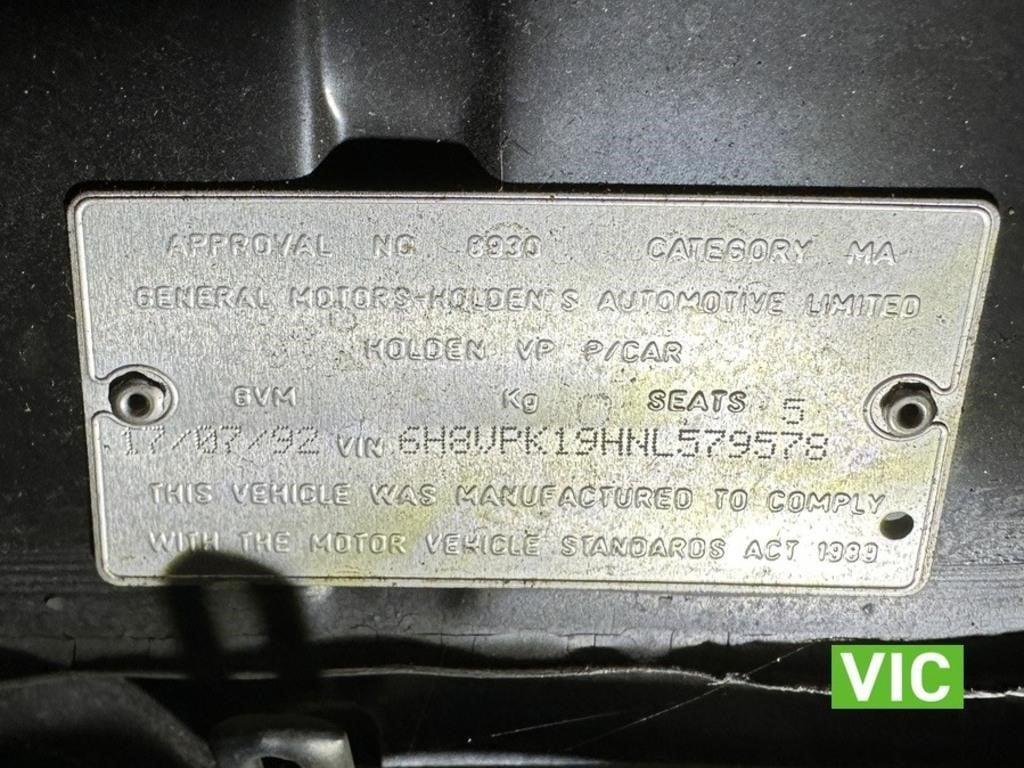 APPROVAL NO 8930 CATEGORY MA
GENERAL MOTORS-HOLDEN'S AUTOMOTIVE LIMITED
HOLDEN VP P/CAR
GVM Kg SEATS 5
17/07/92 VIN 6H8VPK19HNL579578
THIS VEHICLE WAS MANUFACTURED TO COMPLY
WITH THE MOTOR VEHICLE STANDARDS ACT 1989
VIC